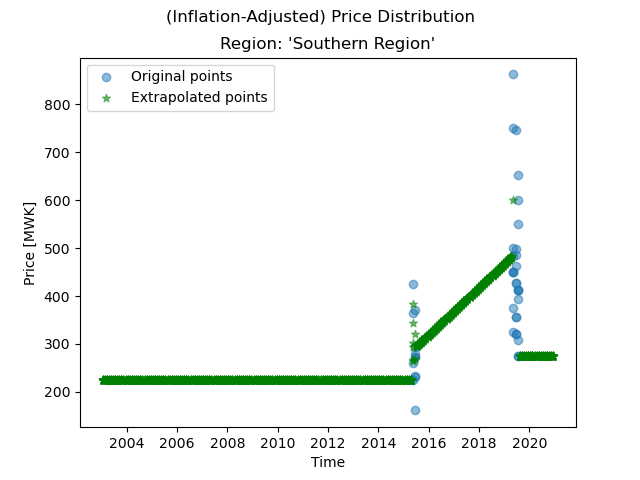 (Inflation-Adjusted) Price Distribution
Region: 'Southern Region'
Original points
Extrapolated points
800
700
600
500
400
300
200
Price [MWK]
2004 2006 2008 2010 2012 2014 2016 2018 2020
Time